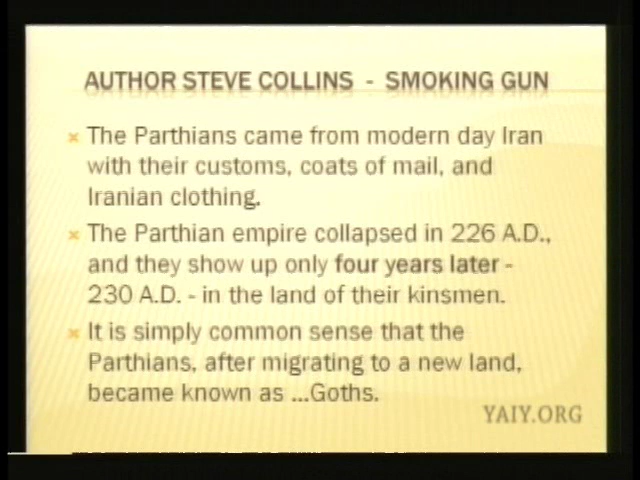 AUTHOR STEVE COLLINS - SMOKING GUN
The Parthians came from modern day Iran
with their customs, coats of mail, and
Iranian clothing.
The Parthian empire collapsed in 226 A.D.,
and they show up only four years later -
230 A.D. - in the land of their kinsmen.
It is simply common sense that the
Parthians, after migrating to a new land,
became known as ...Goths.
YAIY.ORG